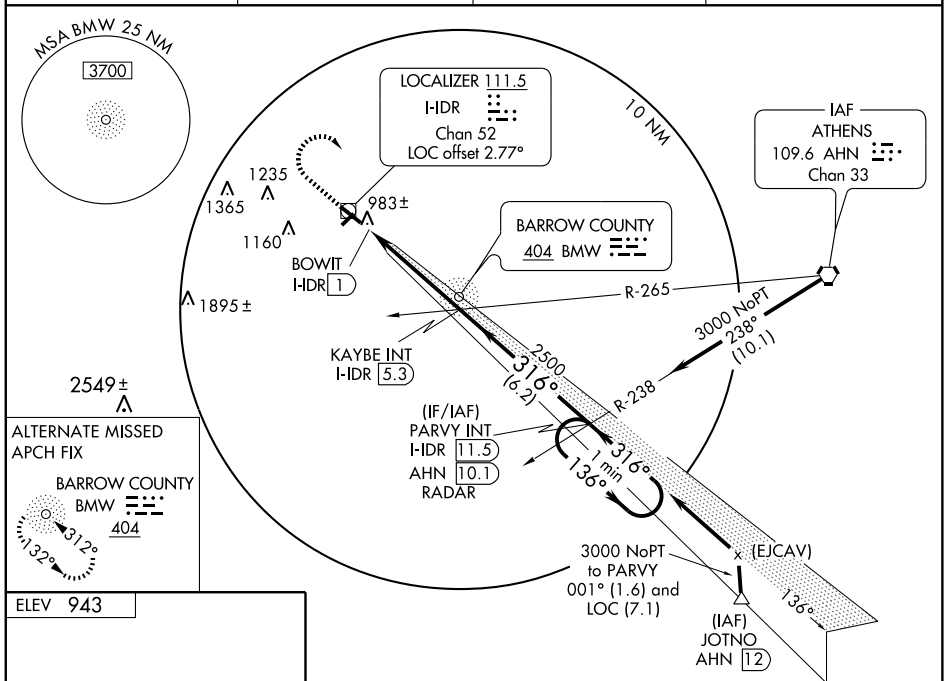 MSA BMW 25 NM
3700
LOCALIZER 111.5
I-IDR
Chan 52
LOC offset 2.77°
10 NM
IAF
ATHENS
109.6 AHN
Chan 33
1365
1235
1160
983±
1895±
2549±
BOWIT
I-IDR 1
BARROW COUNTY
404 BMW
R-265
3000 NoPT
238°
(10.1)
R-238
KAYBE INT
I-IDR 5.3
2500
316°
(6.2)
(IF/IAF)
PARVY INT
I-IDR 11.5
AHN 10.1
RADAR
316°
1 min
136°
(EJCAV)
3000 NoPT
to PARVY
001° (1.6) and
LOC (7.1)
136°
(IAF)
JOTNO
AHN 12
ALTERNATE MISSED
APCH FIX
BARROW COUNTY
BMW
404
312°
132°
ELEV 943